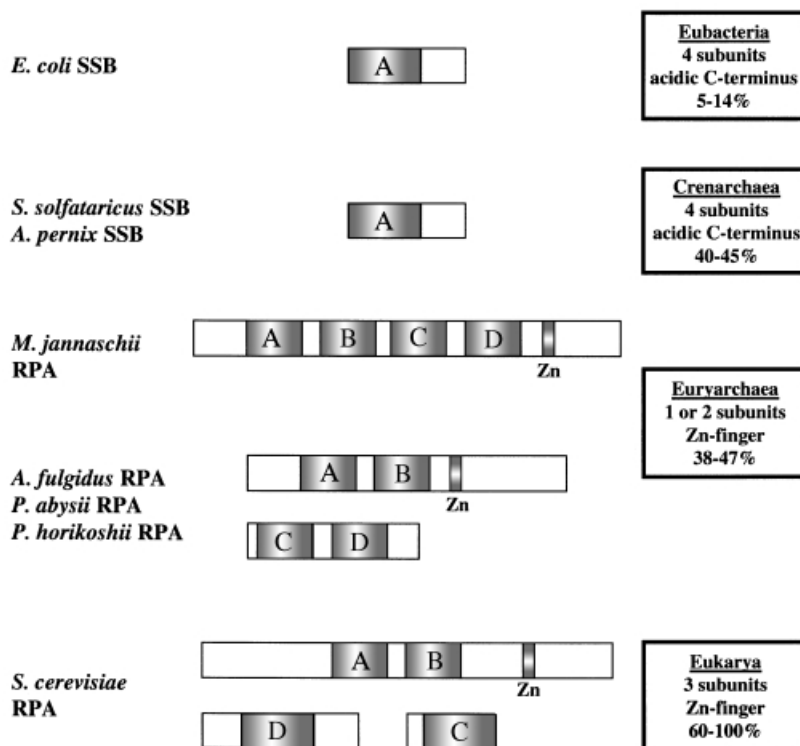 E. coli SSB
A
Eubacteria
4 subunits
acidic C-terminus
5-14%
S. solfataricus SSB
A. pernix SSB
A
Crenarchaea
4 subunits
acidic C-terminus
40-45%
M. jannaschii
RPA
A B C D
Zn
Euryarchaea
1 or 2 subunits
Zn-finger
38-47%
A. fulgidus RPA
P. abysii RPA
P. horikoshii RPA
A B
Zn
C D
S. cerevisiae
RPA
A B
Zn
D C
Eukarya
3 subunits
Zn-finger
60-100%